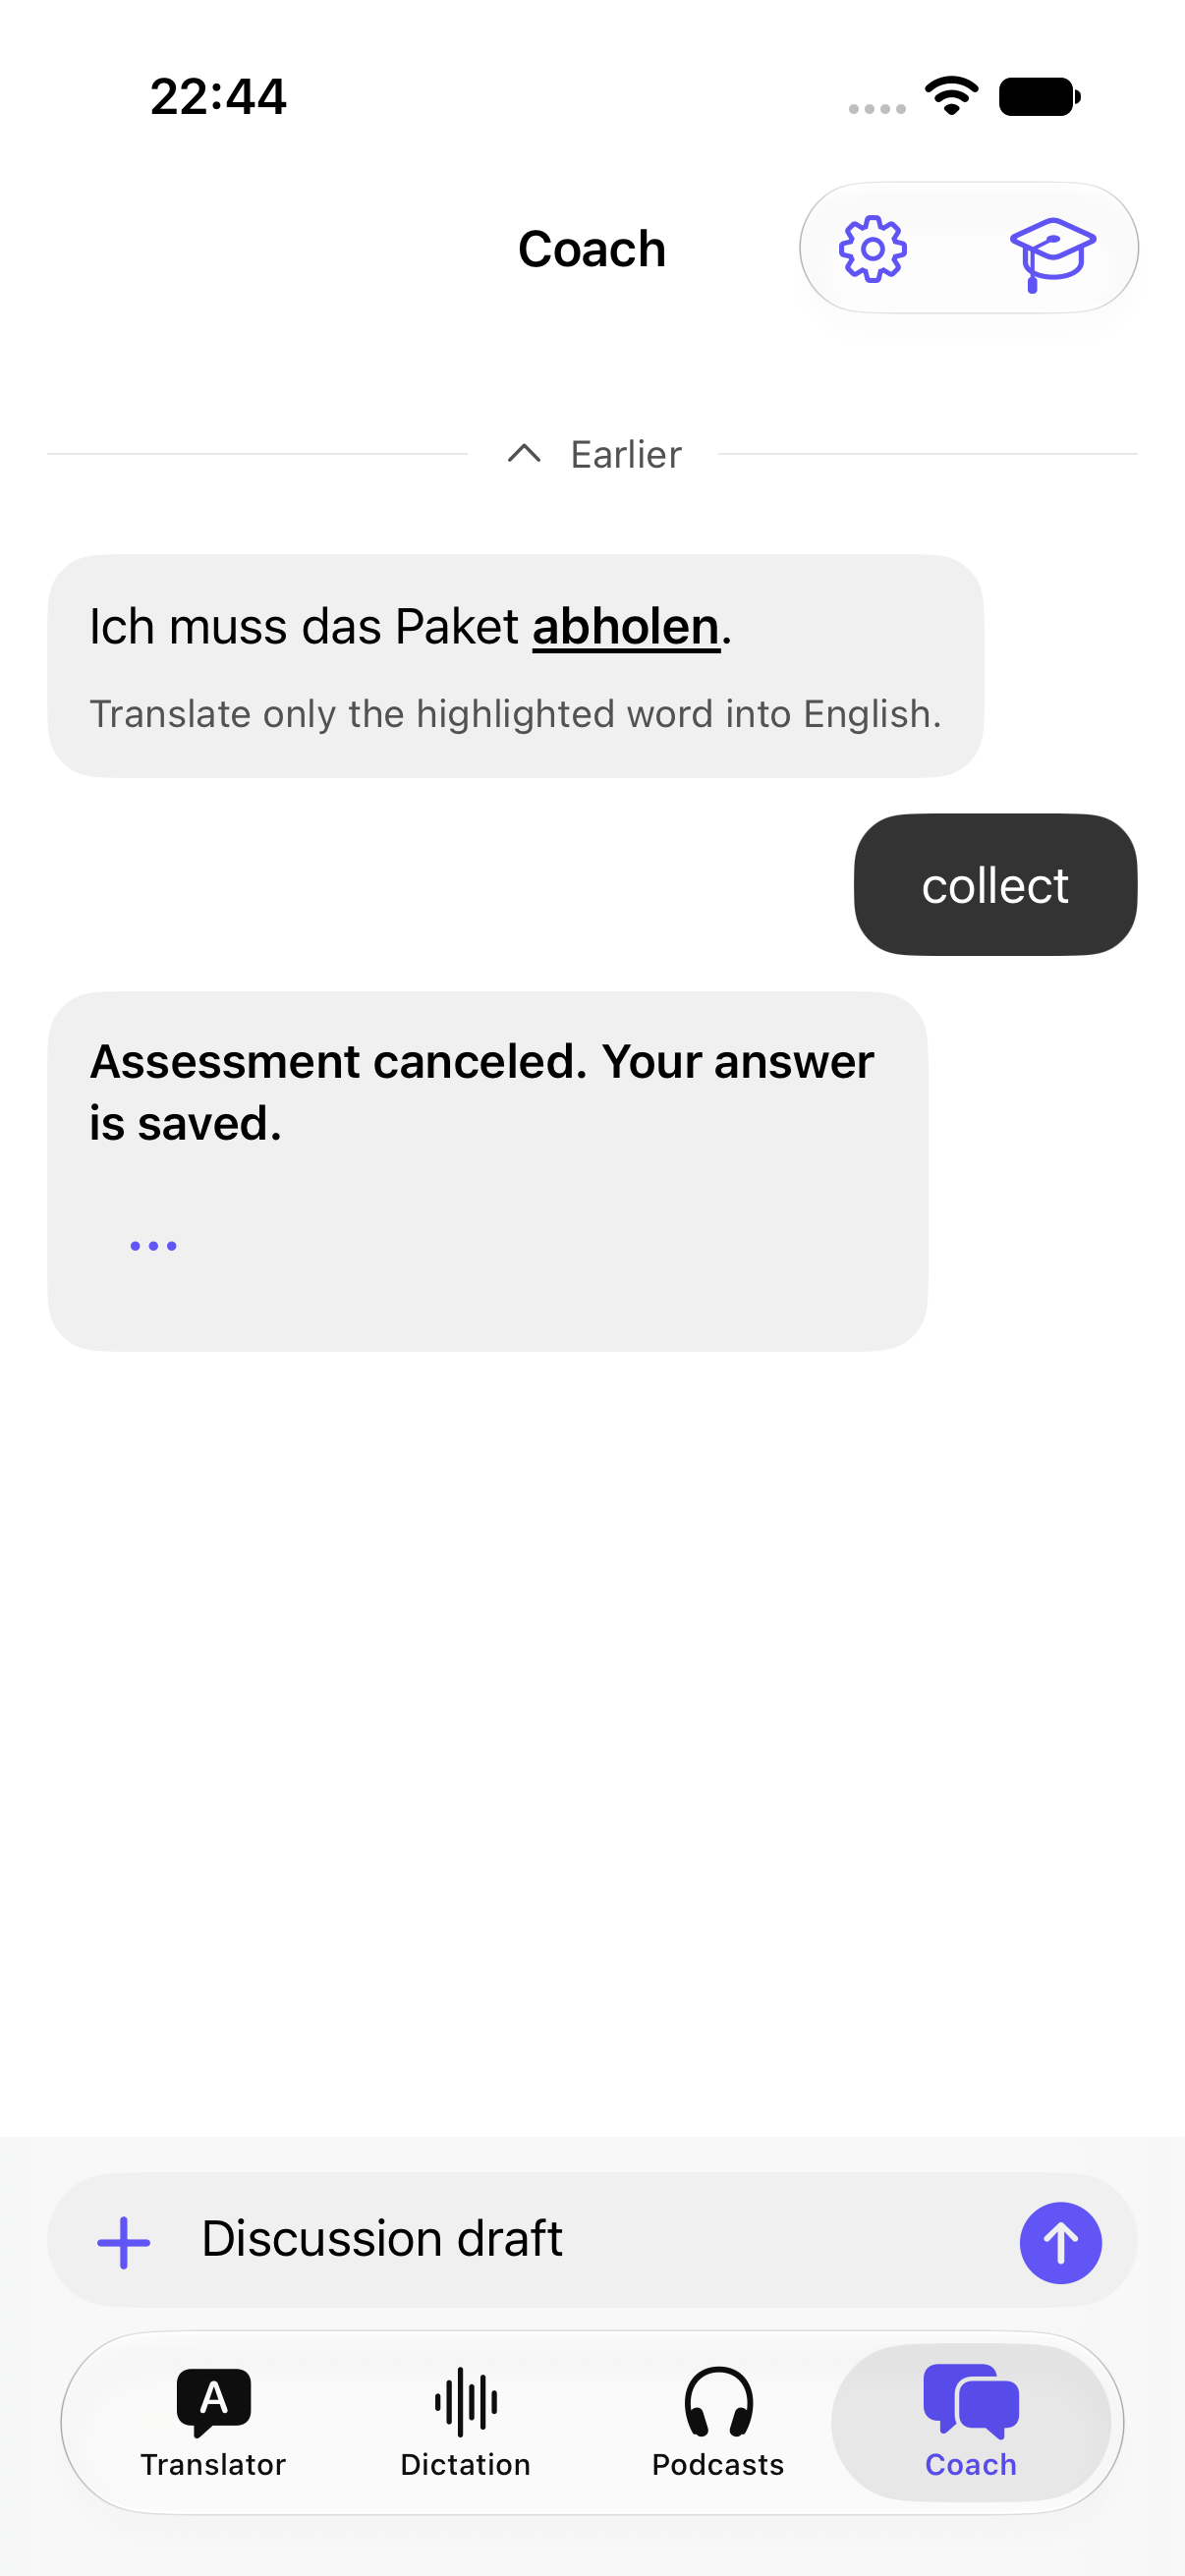 22:44
Coach
Earlier
Ich muss das Paket abholen.
Translate only the highlighted word into English.
collect
Assessment canceled. Your answer
is saved.
Discussion draft
Translator
Dictation
Podcasts
Coach